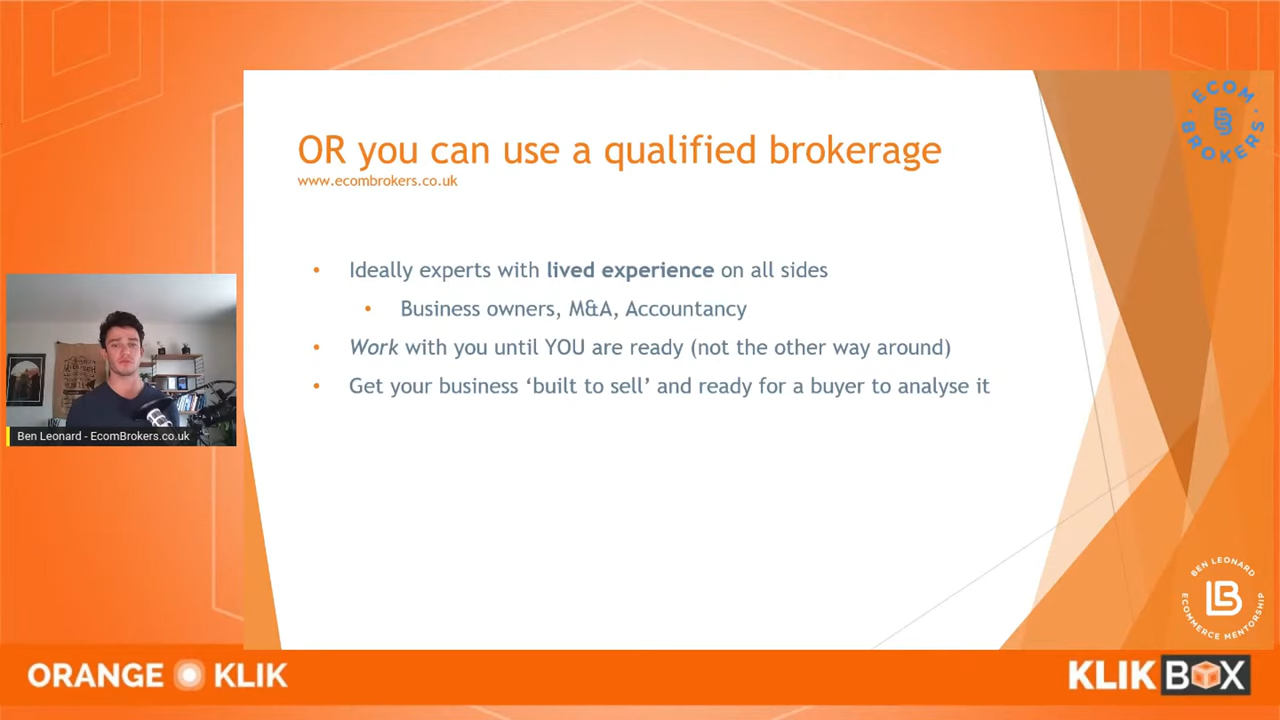 OR you can use a qualified brokerage
www.ecombrokers.co.uk
• Ideally experts with lived experience on all sides
• Business owners, M&A, Accountancy
• Work with you until YOU are ready (not the other way around)
• Get your business ‘built to sell’ and ready for a buyer to analyse it
ECOM BROKERS
Ben Leonard - EcomBrokers.co.uk
BEN LEONARD
LB
ECOMMERCE MENTORSHIP
ORANGE KLIK
KLIK BOX